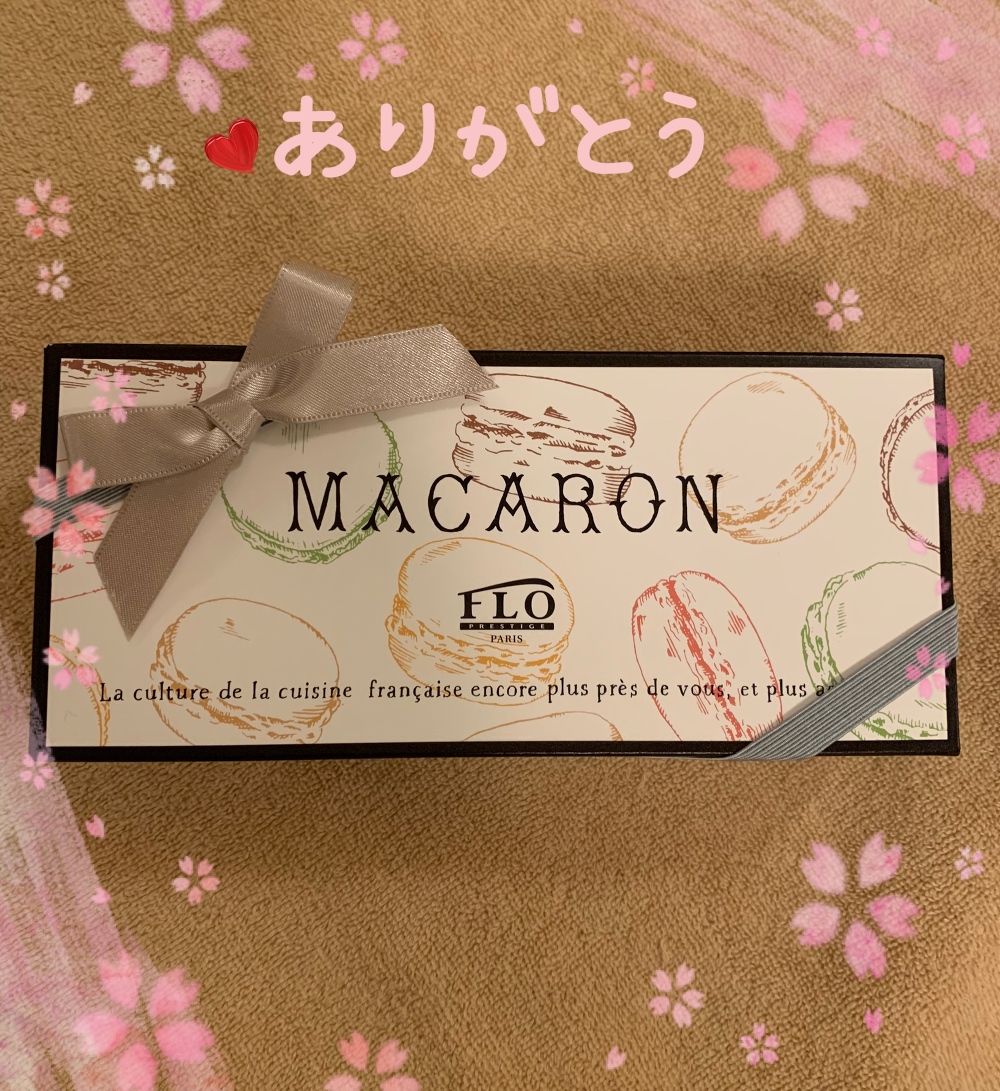 ありがとう
MACARON
FLO
PRESTIGE
PARIS
La culture de la cuisine française encore plus près de vous, et plus